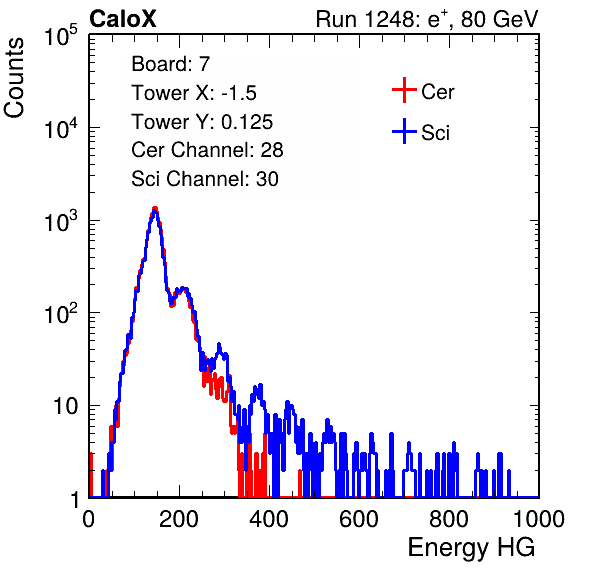 CaloX Run 1248: e⁺, 80 GeV
Counts
Board: 7
Tower X: -1.5
Tower Y: 0.125
Cer Channel: 28
Sci Channel: 30
Cer
Sci
10⁵
10⁴
10³
10²
10
1
0 200 400 600 800 1000
Energy HG